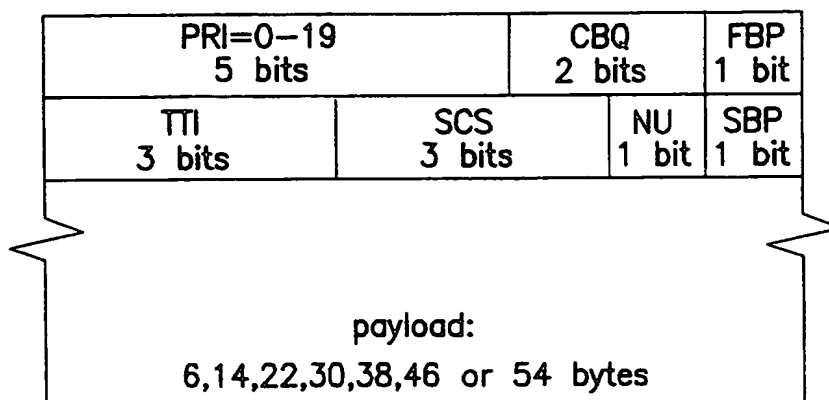 PRI=0-19 CBQ FBP
5 bits 2 bits 1 bit
TTI SCS NU SBP
3 bits 3 bits 1 bit 1 bit
payload:
6,14,22,30,38,46 or 54 bytes